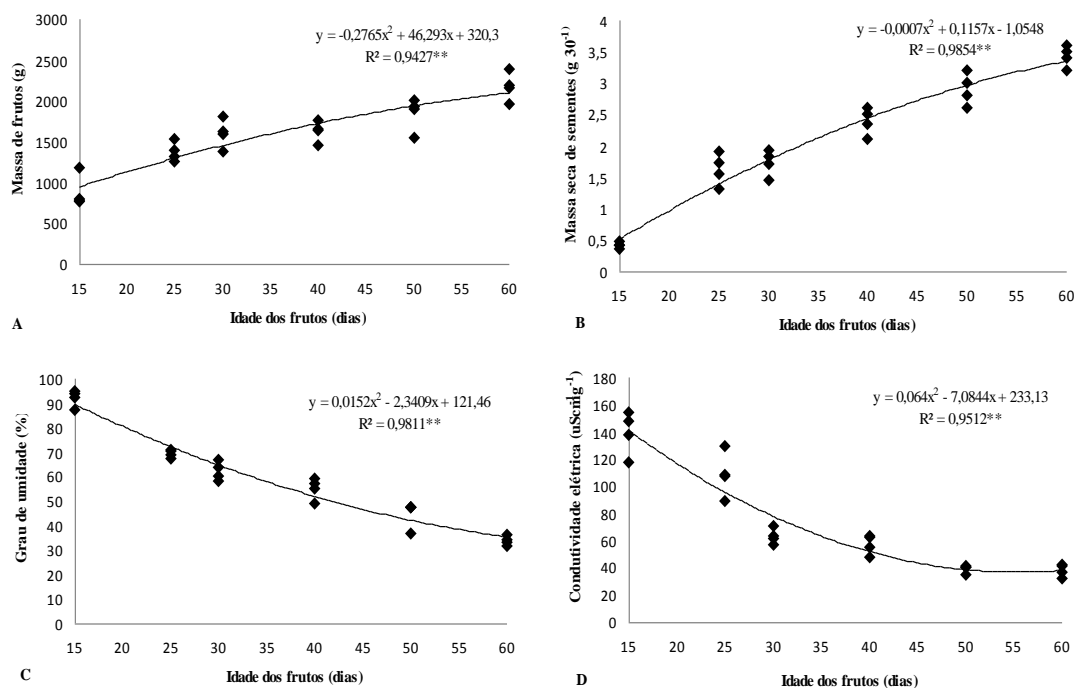 y = -0,2765x² + 46,293x + 320,3
R² = 0,9427**
Massa de frutos (g)
3000
2500
2000
1500
1000
500
0
15 20 25 30 35 40 45 50 55 60
Idade dos frutos (dias)
A
y = -0,0007x² + 0,1157x - 1,0548
R² = 0,9854**
Massa seca de sementes (g 30⁻¹)
4
3,5
3
2,5
2
1,5
1
0,5
0
15 20 25 30 35 40 45 50 55 60
Idade dos frutos (dias)
B
y = 0,0152x² - 2,3409x + 121,46
R² = 0,9811**
Grau de umidade (%)
100
90
80
70
60
50
40
30
20
10
0
15 20 25 30 35 40 45 50 55 60
Idade dos frutos (dias)
C
y = 0,064x² - 7,0844x + 233,13
R² = 0,9512**
Condutividade elétrica
180
160
140
120
100
80
60
40
20
0
15 20 25 30 35 40 45 50 55 60
Idade dos frutos (dias)
D